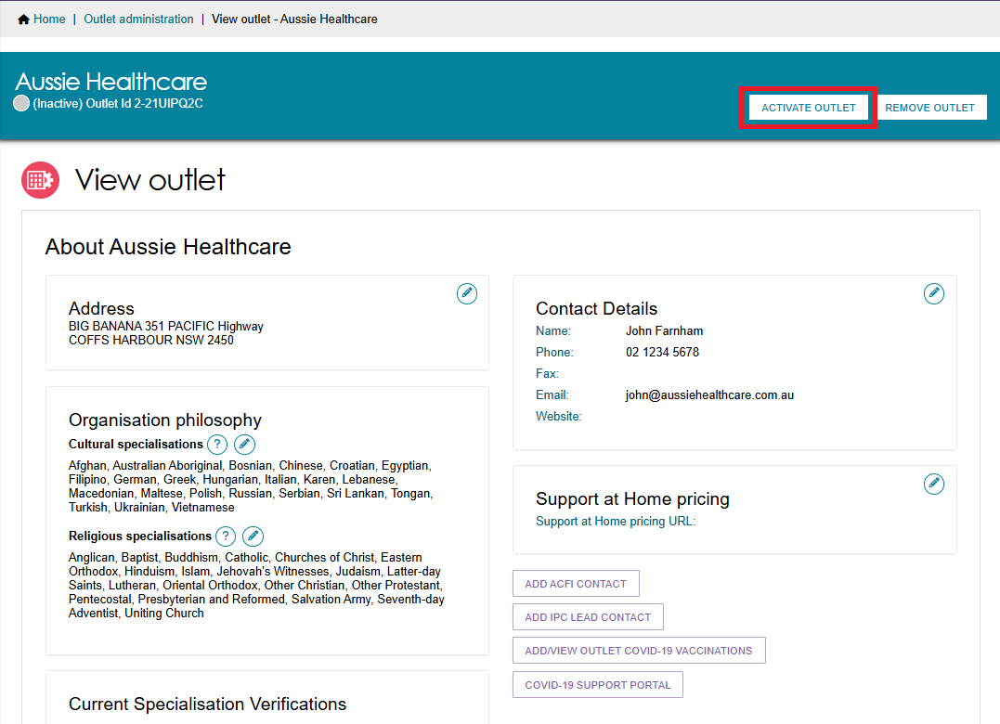 Home | Outlet administration | View outlet - Aussie Healthcare
Aussie Healthcare
(Inactive) Outlet Id 2-21UIPQ2C
ACTIVATE OUTLET
REMOVE OUTLET
View outlet
About Aussie Healthcare
Address
BIG BANANA 351 PACIFIC Highway
COFFS HARBOUR NSW 2450
Organisation philosophy
Cultural specialisations ?
Afghan, Australian Aboriginal, Bosnian, Chinese, Croatian, Egyptian,
Filipino, German, Greek, Hungarian, Italian, Karen, Lebanese,
Macedonian, Maltese, Polish, Russian, Serbian, Sri Lankan, Tongan,
Turkish, Ukrainian, Vietnamese
Religious specialisations ?
Anglican, Baptist, Buddhism, Catholic, Churches of Christ, Eastern
Orthodox, Hinduism, Islam, Jehovah's Witnesses, Judaism, Latter-day
Saints, Lutheran, Oriental Orthodox, Other Christian, Other Protestant,
Pentecostal, Presbyterian and Reformed, Salvation Army, Seventh-day
Adventist, Uniting Church
Current Specialisation Verifications
Contact Details
Name: John Farnham
Phone: 02 1234 5678
Fax:
Email: john@aussiehealthcare.com.au
Website:
Support at Home pricing
Support at Home pricing URL:
ADD ACFI CONTACT
ADD IPC LEAD CONTACT
ADD/VIEW OUTLET COVID-19 VACCINATIONS
COVID-19 SUPPORT PORTAL